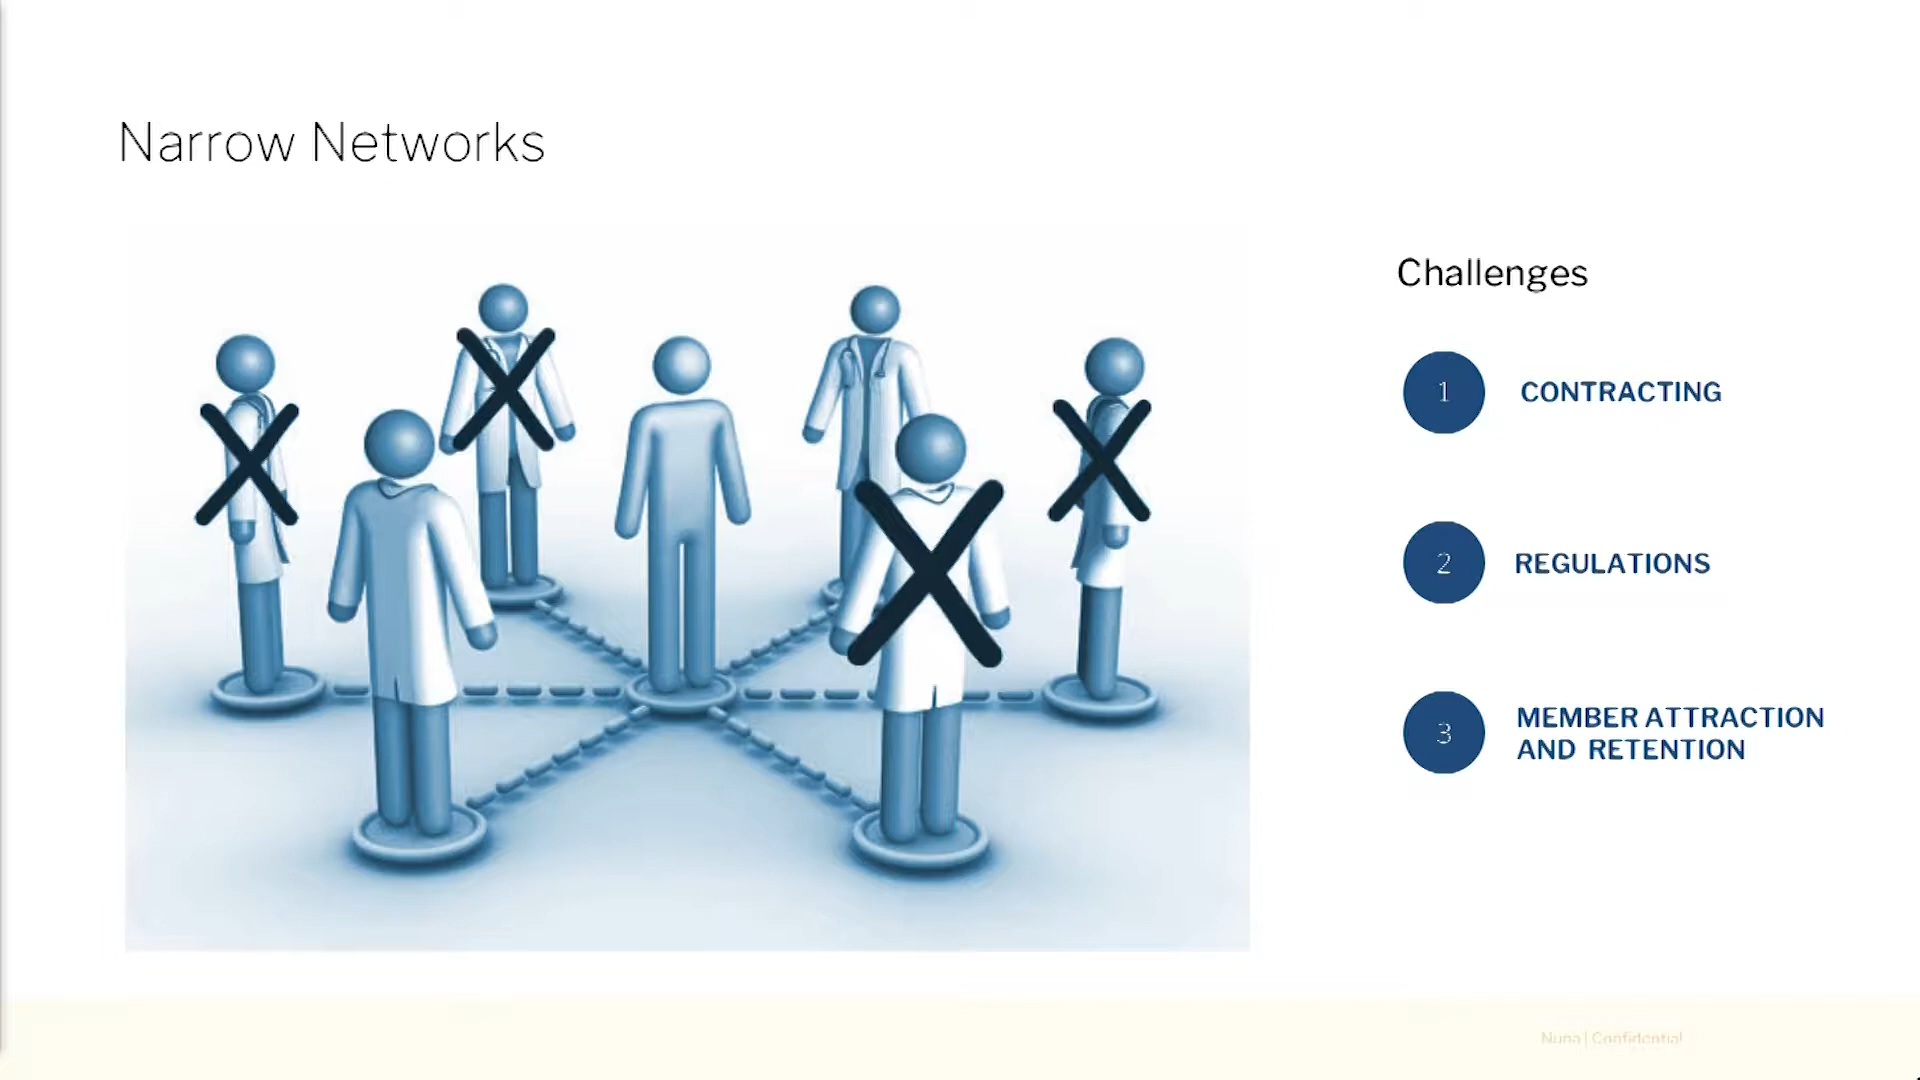 Narrow Networks
Challenges
1 CONTRACTING
2 REGULATIONS
3 MEMBER ATTRACTION
AND RETENTION
Nuna | Confidential